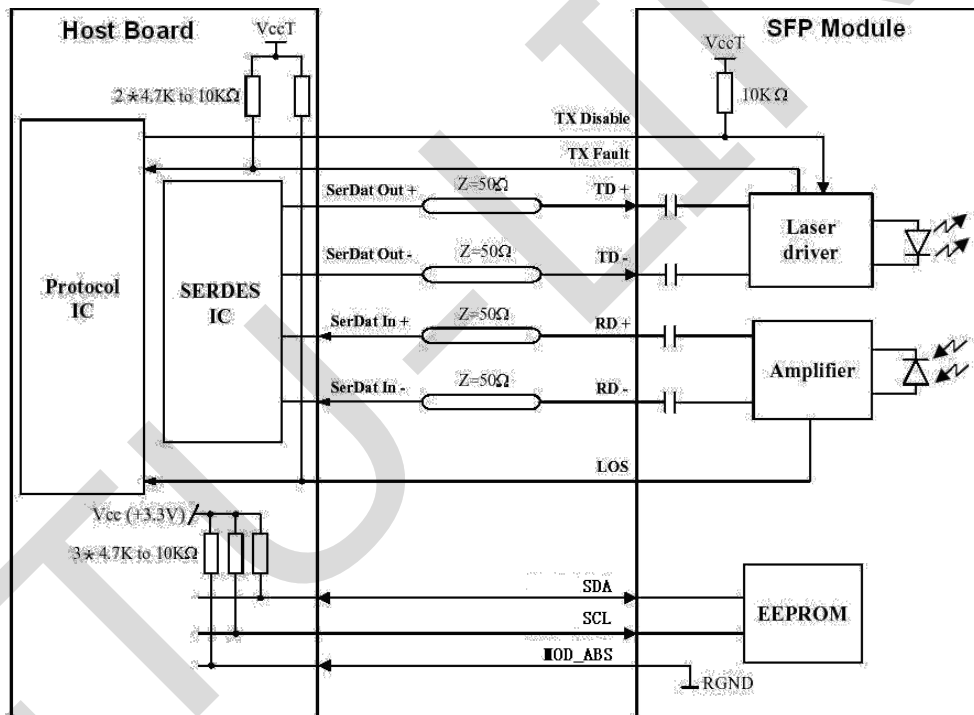 Host Board
SFP Module
VccT
VccT
2*4.7K to 10KΩ
10KΩ
TX Disable
TX Fault
SerDat Out +
Z=50Ω
TD +
SerDat Out -
Z=50Ω
TD -
Laser
driver
Protocol
IC
SERDES
IC
SerDat In +
Z=50Ω
RD +
SerDat In -
Z=50Ω
RD -
Amplifier
LOS
Vcc (+3.3V)
3*4.7K to 10KΩ
SDA
SCL
MOD_ABS
EEPROM
RGND